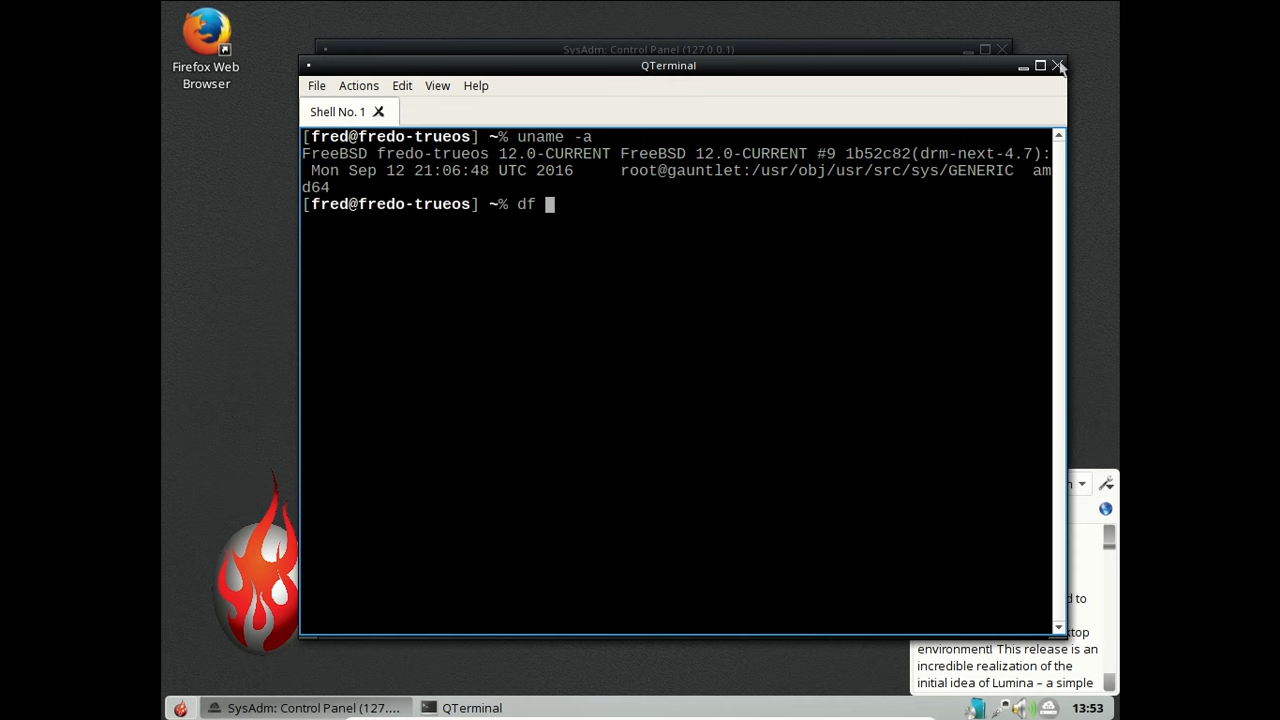 Firefox Web
Browser
SysAdm: Control Panel (127.0.0.1)
QTerminal
File Actions Edit View Help
Shell No. 1
[fred@fredo-trueos] ~% uname -a
FreeBSD fredo-trueos 12.0-CURRENT FreeBSD 12.0-CURRENT #9 1b52c82(drm-next-4.7):
Mon Sep 12 21:06:48 UTC 2016 root@gauntlet:/usr/obj/usr/src/sys/GENERIC am
d64
[fred@fredo-trueos] ~% df
n
d to
ktop
environment! This release is an
incredible realization of the
initial idea of Lumina – a simple
SysAdm: Control Panel (127....
QTerminal
13:53